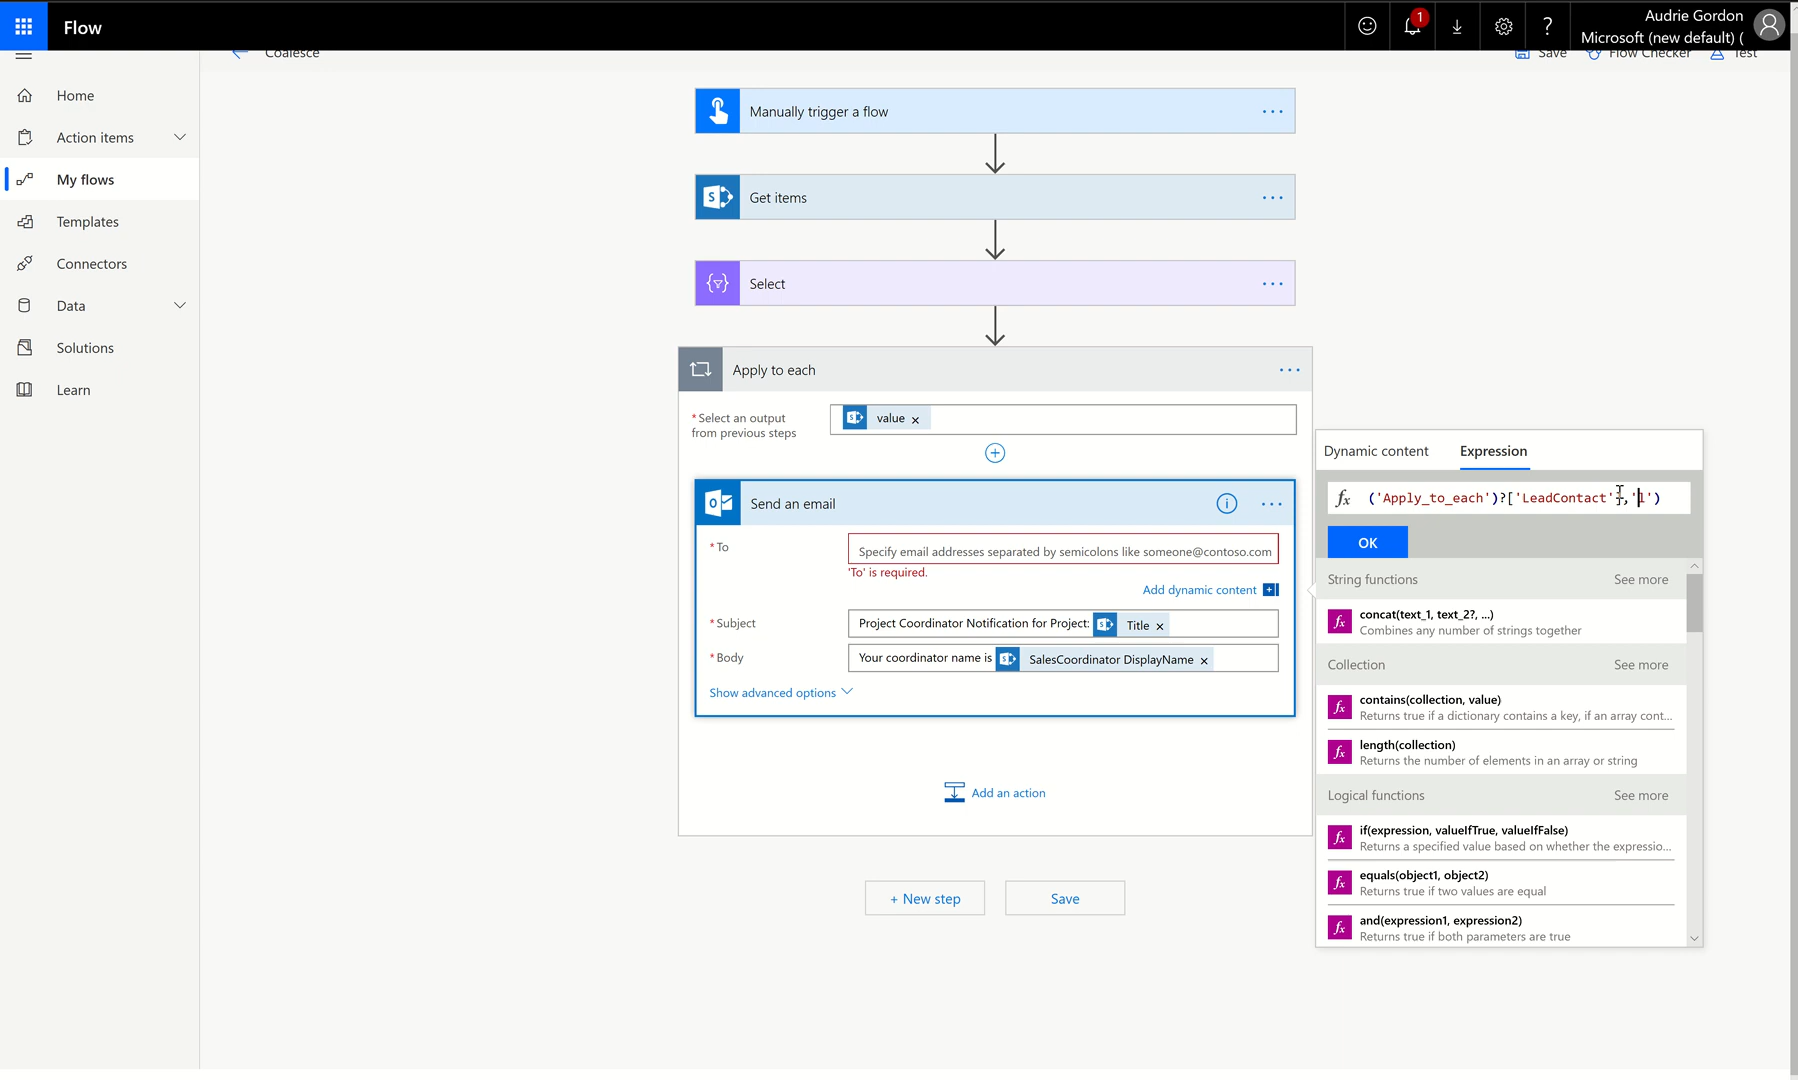 Flow
1
Audrie Gordon
Microsoft (new default) (
Coalesce
Save
Flow Checker
Test
Home
Action items
My flows
Templates
Connectors
Data
Solutions
Learn
Manually trigger a flow
Get items
Select
Apply to each
*Select an output
from previous steps
value ×
Send an email
*To
Specify email addresses separated by semicolons like someone@contoso.com
'To' is required.
Add dynamic content
*Subject
Project Coordinator Notification for Project: Title ×
*Body
Your coordinator name is SalesCoordinator DisplayName ×
Show advanced options
Add an action
+ New step
Save
Dynamic content
Expression
fx ('Apply_to_each')?['LeadContact'],'l')
OK
String functions
See more
fx concat(text_1, text_2?, ...)
Combines any number of strings together
Collection
See more
fx contains(collection, value)
Returns true if a dictionary contains a key, if an array cont...
fx length(collection)
Returns the number of elements in an array or string
Logical functions
See more
fx if(expression, valueIfTrue, valueIfFalse)
Returns a specified value based on whether the expressio...
fx equals(object1, object2)
Returns true if two values are equal
fx and(expression1, expression2)
Returns true if both parameters are true